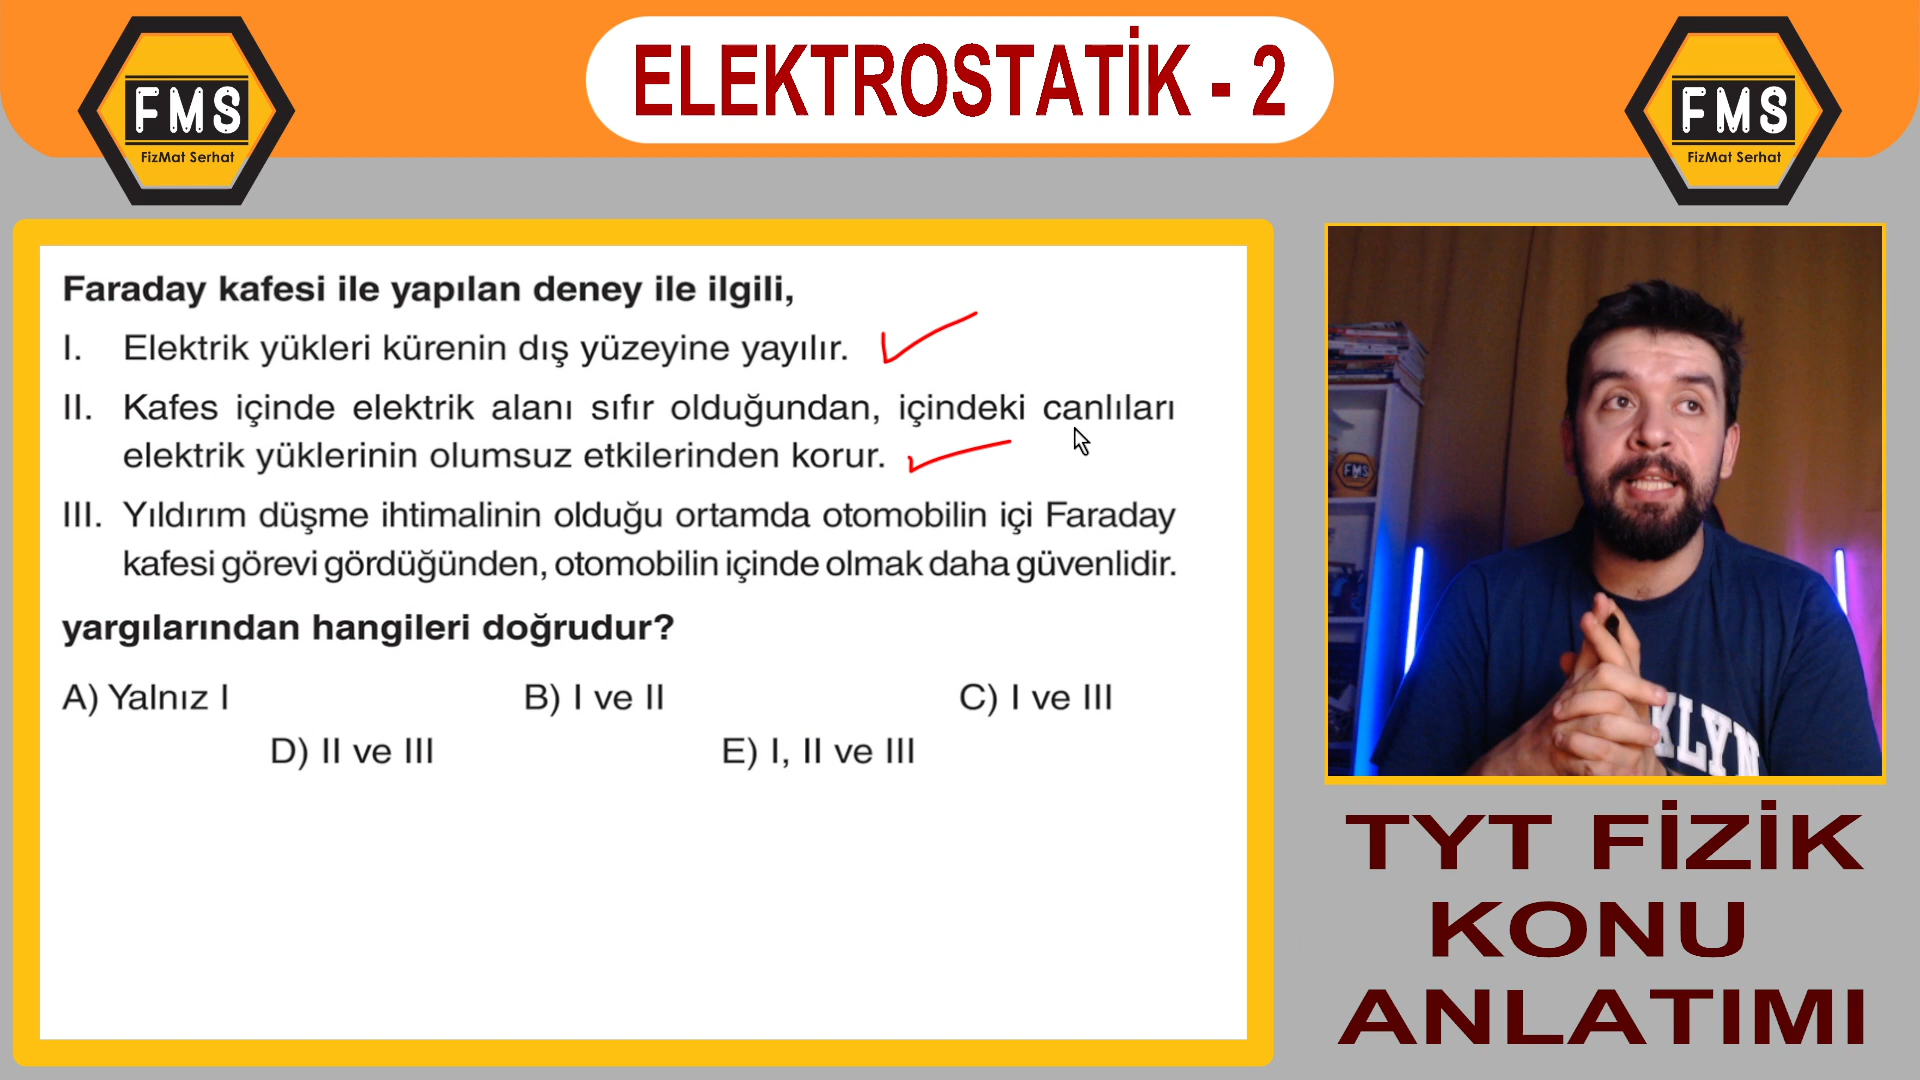 ELEKTROSTATİK - 2
FMS
FizMat Serhat
FMS
FizMat Serhat
Faraday kafesi ile yapılan deney ile ilgili,
I. Elektrik yükleri kürenin dış yüzeyine yayılır.
II. Kafes içinde elektrik alanı sıfır olduğundan, içindeki canlıları
elektrik yüklerinin olumsuz etkilerinden korur.
III. Yıldırım düşme ihtimalinin olduğu ortamda otomobilin içi Faraday
kafesi görevi gördüğünden, otomobilin içinde olmak daha güvenlidir.
yargılarından hangileri doğrudur?
A) Yalnız I B) I ve II C) I ve III
D) II ve III E) I, II ve III
FMS
KLYN
TYT FİZİK
KONU
ANLATIMI